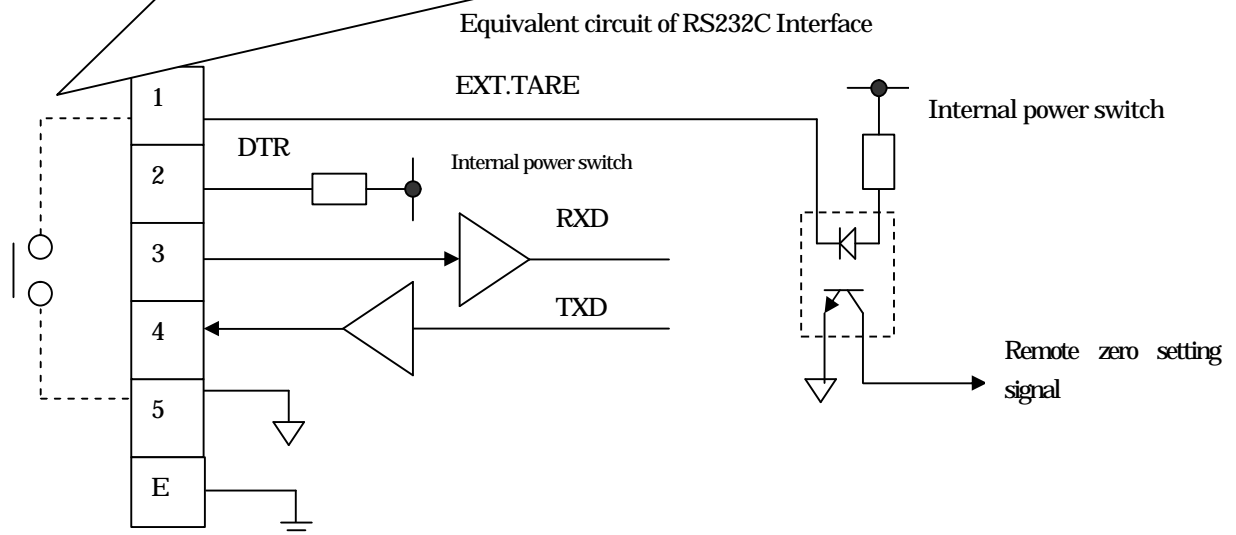 Equivalent circuit of RS232C Interface
1
EXT.TARE
Internal power switch
DTR
2
Internal power switch
RXD
3
TXD
4
Remote zero setting
signal
5
E